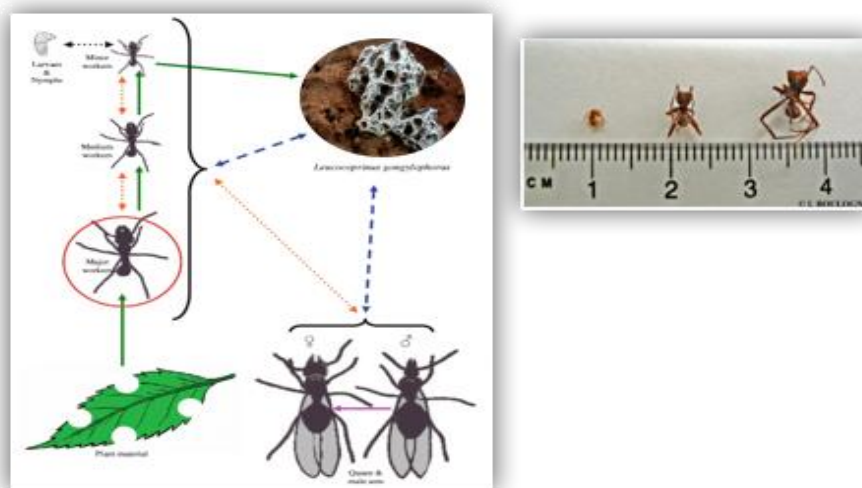 Larvae
&
Nymphs
Minor
workers
Medium
workers
Major
workers
Plant material
Leucocoprinus gongylophorus
♀ ♂
Queen &
male ants
CM 1 2 3 4